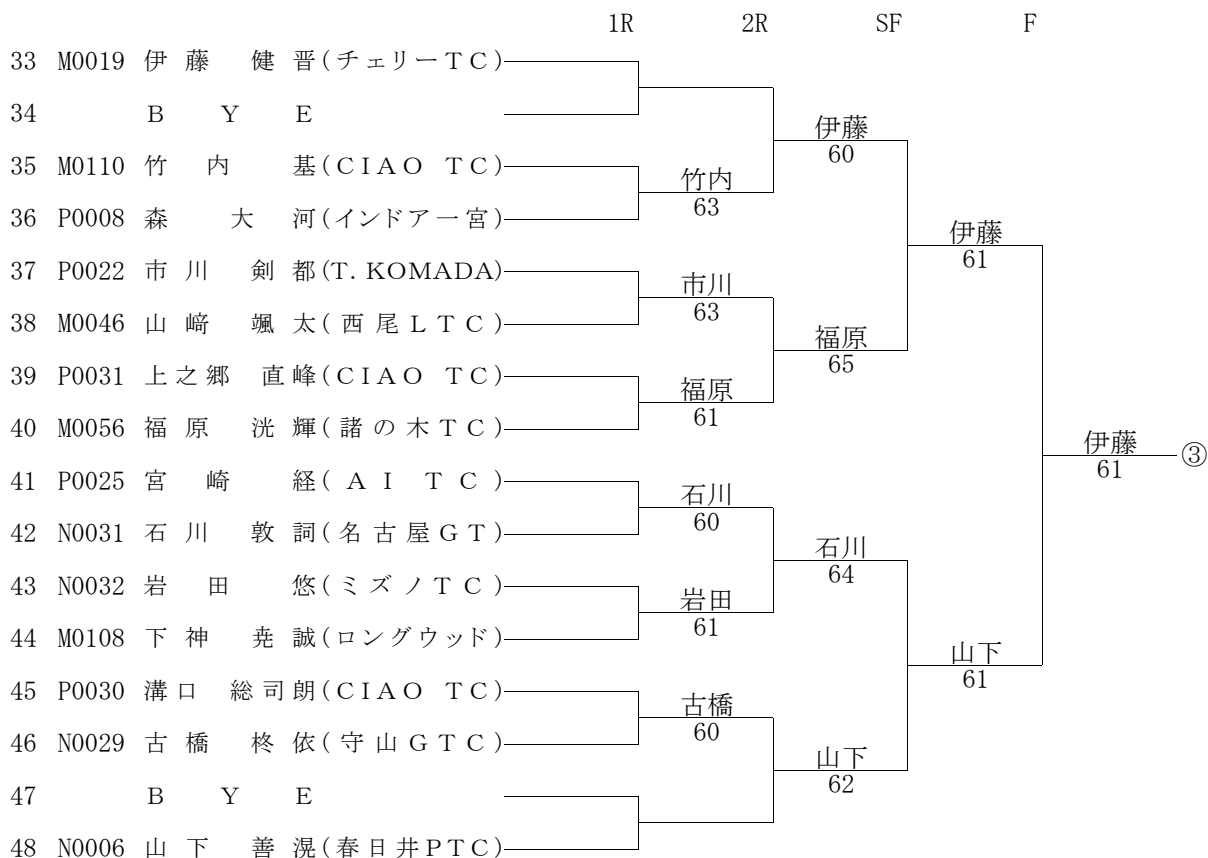 1R 2R SF F
33 M0019 伊藤 健晋(チェリーTC)
34 BYE
伊藤
60
35 M0110 竹内 基(CIAO TC)
竹内
63
36 P0008 森 大河(インドア一宮)
伊藤
61
37 P0022 市川 剣都(T.KOMADA)
市川
63
38 M0046 山﨑 颯太(西尾LTC)
福原
65
39 P0031 上之郷 直峰(CIAO TC)
福原
61
40 M0056 福原 洸輝(諸の木TC)
伊藤
61
③
41 P0025 宮崎 経(AI TC)
石川
60
42 N0031 石川 敦詞(名古屋GT)
石川
64
43 N0032 岩田 悠(ミズノTC)
岩田
61
44 M0108 下神 尭誠(ロングウッド)
山下
61
45 P0030 溝口 総司朗(CIAO TC)
古橋
60
46 N0029 古橋 柊依(守山GTC)
山下
62
47 BYE
48 N0006 山下 善滉(春日井PTC)